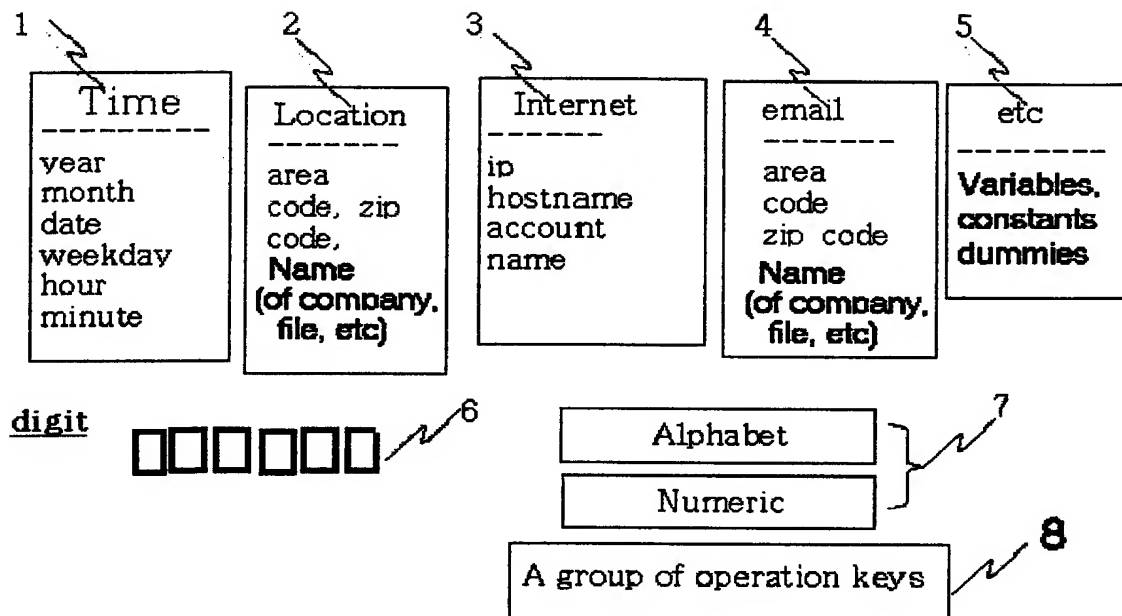 1
2
3
4
5
Time
year
month
date
weekday
hour
minute
Location
area
code, zip
code,
Name
(of company,
file, etc)
Internet
ip
hostname
account
name
email
area
code
zip code
Name
(of company,
file, etc)
etc
Variables,
constants
dummies
digit
6
Alphabet
Numeric
7
A group of operation keys
8